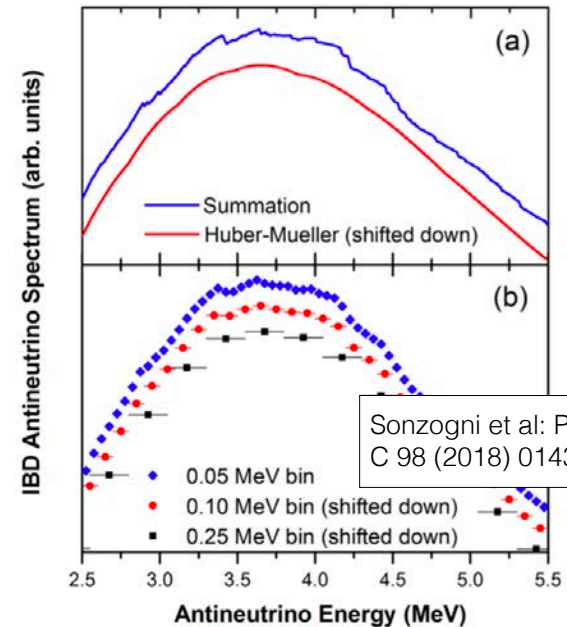 IBD Antineutrino Spectrum (arb. units)
(a)
Summation
Huber-Mueller (shifted down)
(b)
Sonzogni et al: P
C 98 (2018) 0143
0.05 MeV bin
0.10 MeV bin (shifted down)
0.25 MeV bin (shifted down)
2.5 3.0 3.5 4.0 4.5 5.0 5.5
Antineutrino Energy (MeV)